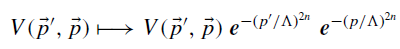 V(p⃗′, p⃗) ⟼ V(p⃗′, p⃗) e^{−(p′/Λ)^{2n}} e^{−(p/Λ)^{2n}}